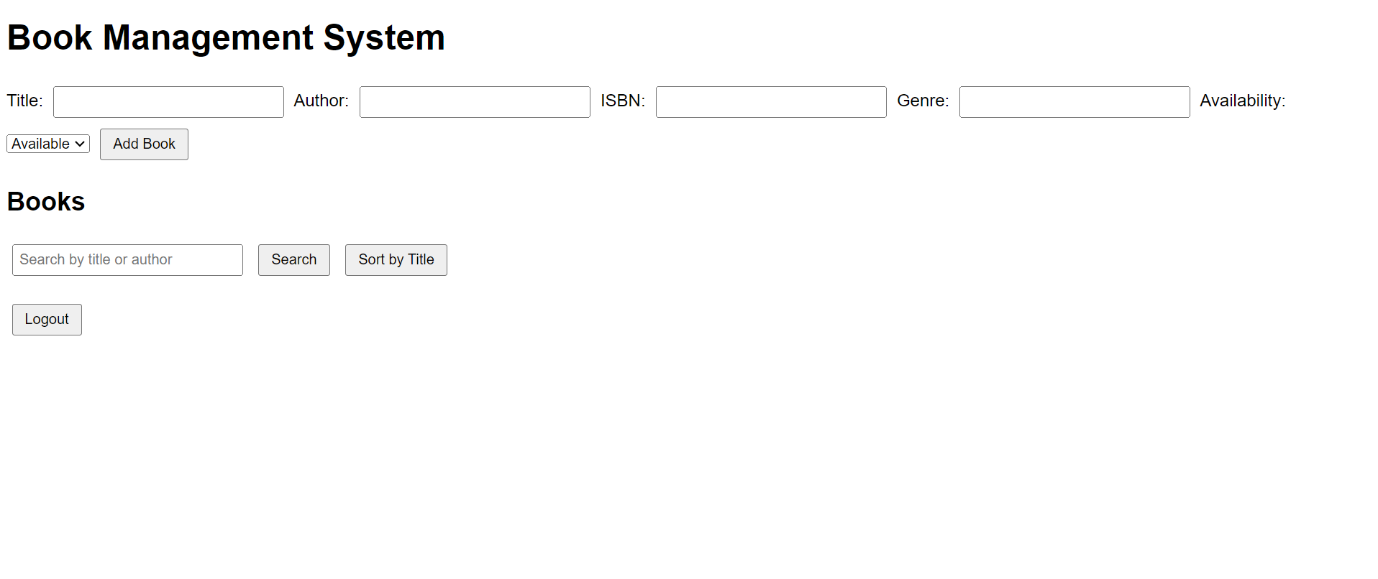 Book Management System
Title: Author: ISBN: Genre: Availability:
Available Add Book
Books
Search by title or author Search Sort by Title
Logout